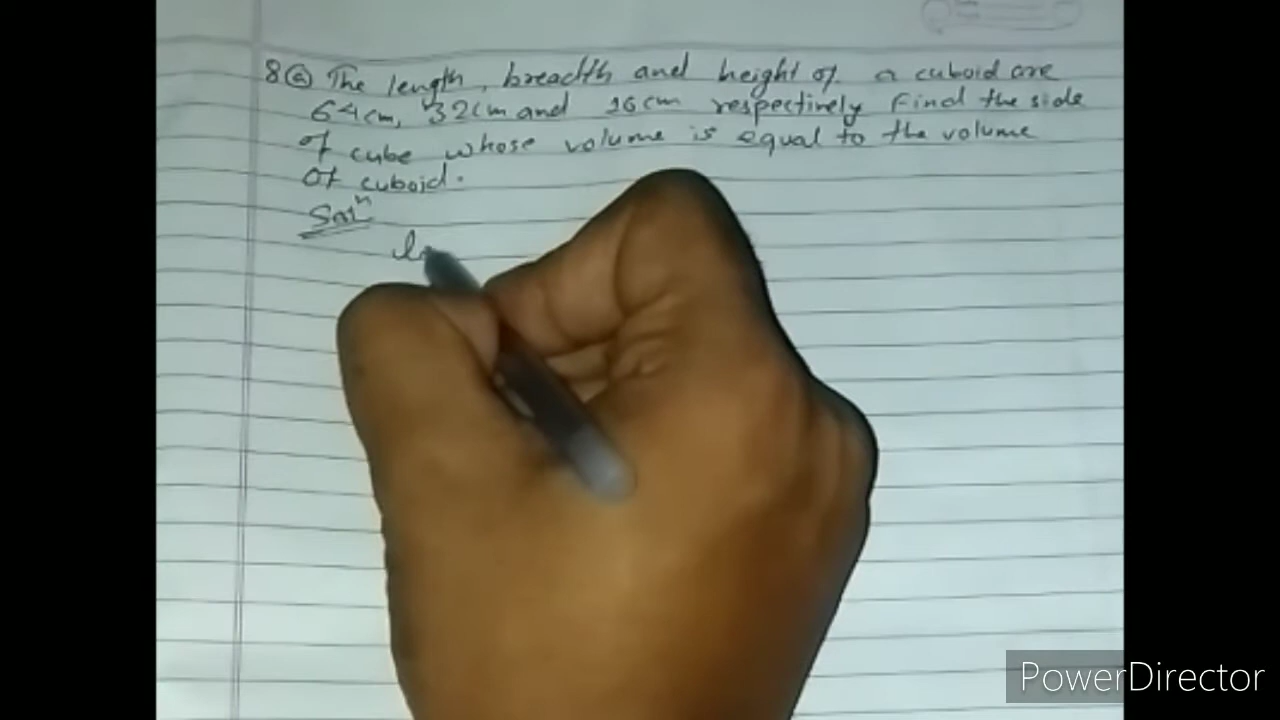 8 (a) The length, breadth and height of a cuboid are
64cm, 32cm and 16cm respectively Find the side
of cube whose volume is equal to the volume
of cuboid.
Solⁿ
PowerDirector